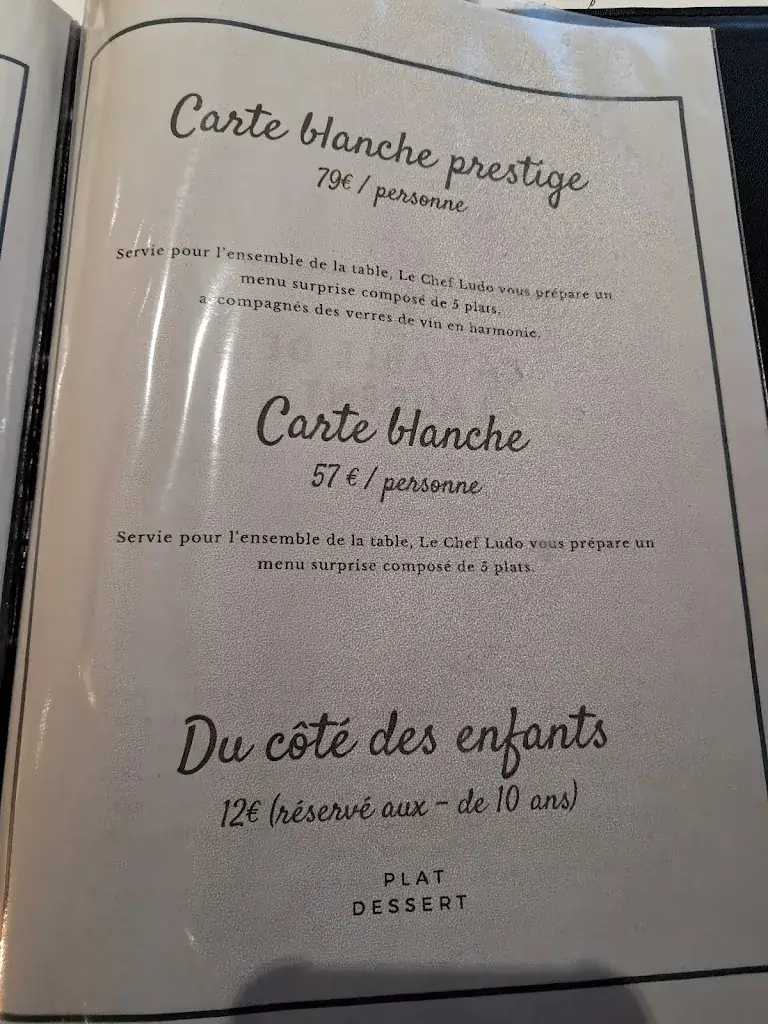 Carte blanche prestige
79€ / personne
Servie pour l'ensemble de la table, Le Chef Ludo vous prépare un
menu surprise composé de 5 plats,
accompagnés des verres de vin en harmonie.
Carte blanche
57 € / personne
Servie pour l'ensemble de la table, Le Chef Ludo vous prépare un
menu surprise composé de 5 plats.
Du côté des enfants
12€ (réservé aux - de 10 ans)
PLAT
DESSERT